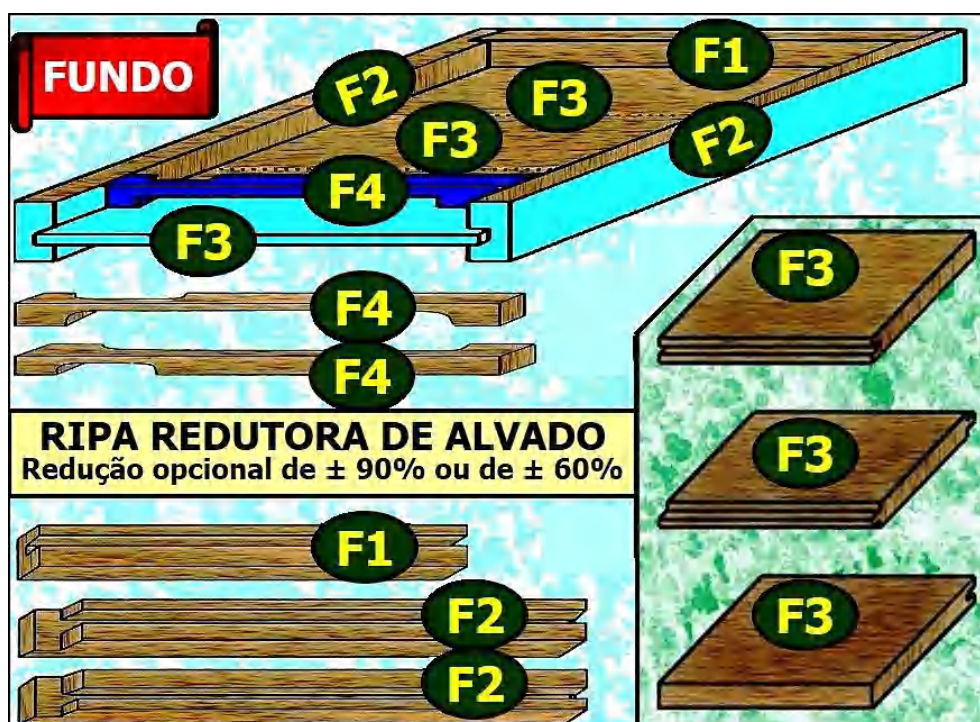 FUNDO
F2
F1
F3
F3
F2
F4
F3
F4
F4
RIPA REDUTORA DE ALVADO
Redução opcional de ± 90% ou de ± 60%
F1
F2
F2
F3
F3
F3